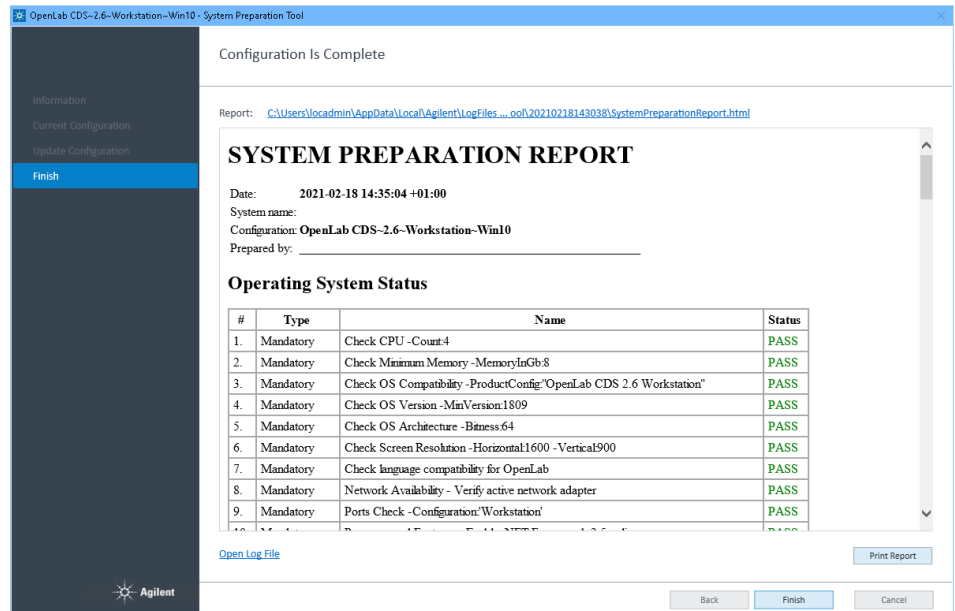 OpenLab CDS~2.6~Workstation~Win10 - System Preparation Tool
Configuration Is Complete
Information
Current Configuration
Update Configuration
Finish
Report: C:\Users\locadmin\AppData\Local\Agilent\LogFiles ... ool\20210218143038\SystemPreparationReport.html
SYSTEM PREPARATION REPORT
Date: 2021-02-18 14:35:04 +01:00
System name:
Configuration: OpenLab CDS~2.6~Workstation~Win10
Prepared by:
Operating System Status
# Type Name Status
1. Mandatory Check CPU -Count:4 PASS
2. Mandatory Check Minimum Memory -MemoryInGb:8 PASS
3. Mandatory Check OS Compatibility -ProductConfig:"OpenLab CDS 2.6 Workstation" PASS
4. Mandatory Check OS Version -MinVersion:1809 PASS
5. Mandatory Check OS Architecture -Bitness:64 PASS
6. Mandatory Check Screen Resolution -Horizontal:1600 -Vertical:900 PASS
7. Mandatory Check language compatibility for OpenLab PASS
8. Mandatory Network Availability - Verify active network adapter PASS
9. Mandatory Ports Check -Configuration:'Workstation' PASS
Open Log File
Print Report
Agilent
Back Finish Cancel